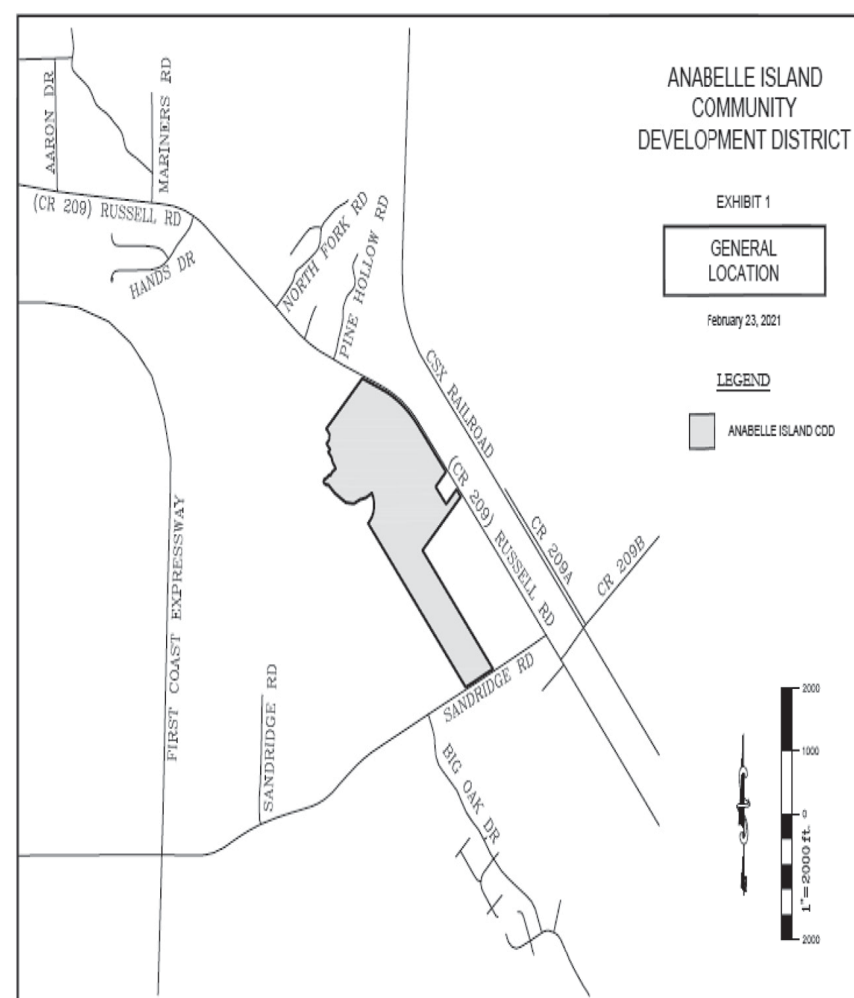 ANABELLE ISLAND
COMMUNITY
DEVELOPMENT DISTRICT
EXHIBIT 1
GENERAL
LOCATION
February 23, 2021
LEGEND
ANABELLE ISLAND CDD
AARON DR
MARINERS RD
(CR 209) RUSSELL RD
HANDS DR
NORTH FORK RD
PINE HOLLOW RD
CSX RAILROAD
(CR 209) RUSSELL RD
CR 209A
CR 209B
FIRST COAST EXPRESSWAY
SANDRIDGE RD
SANDRIDGE RD
BIG OAK DR
2000
1000
0
2000
1"=2000 ft.